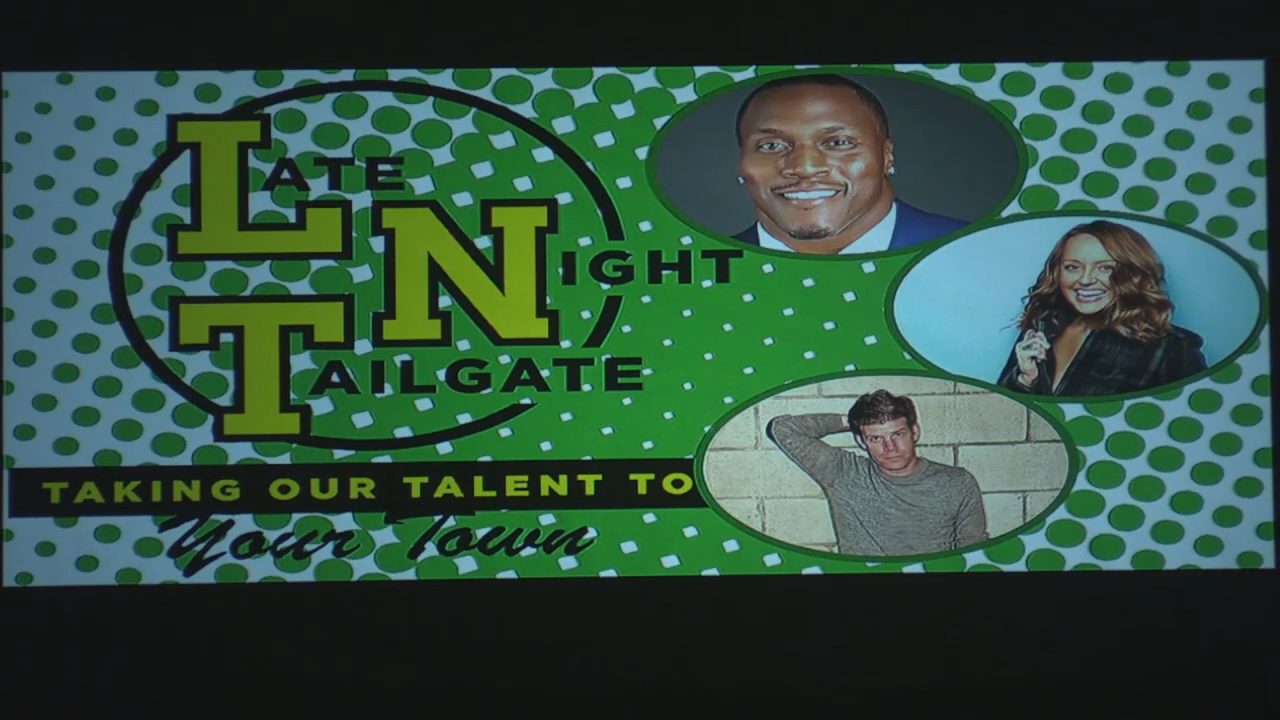 LATE
NIGHT
TAILGATE
TAKING OUR TALENT TO
Your Town